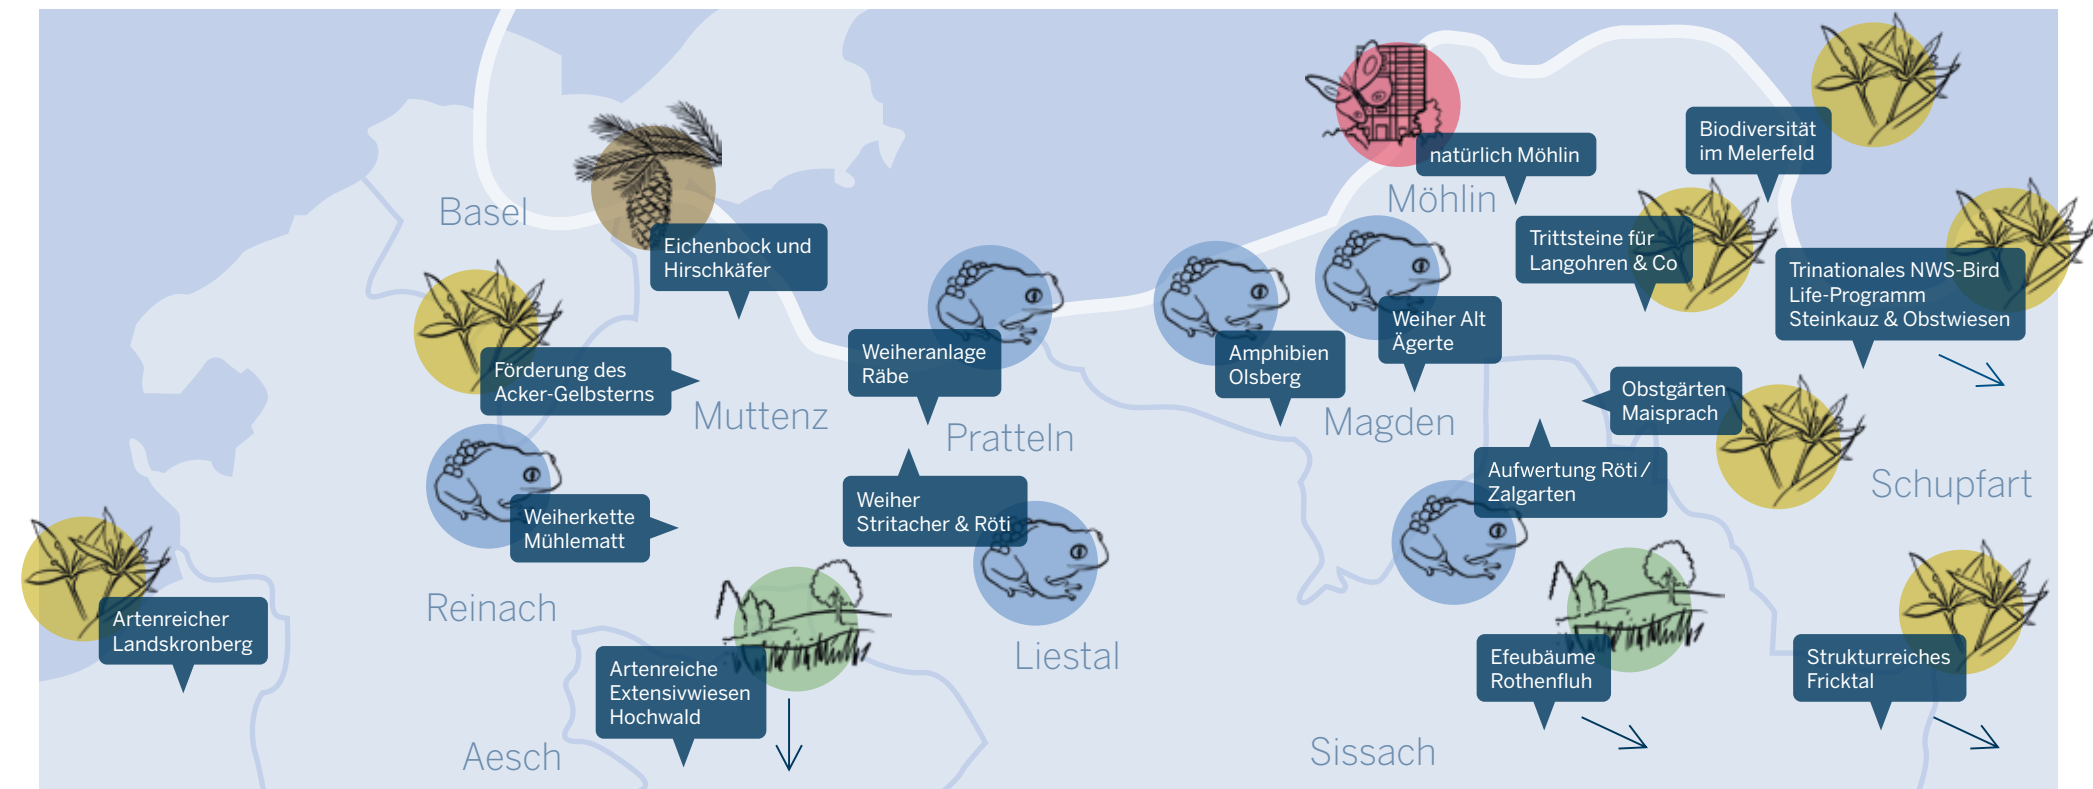 Biodiversität
im Melerfeld
natürlich Möhlin
Möhlin
Basel
Eichenbock und
Hirschkäfer
Trittsteine für
Langohren & Co
Trinationales NWS-Bird
Life-Programm
Steinkauz & Obstwiesen
Weiher Alt
Ägerte
Weiheranlage
Räbe
Amphibien
Olsberg
Förderung des
Acker-Gelbsterns
Obstgärten
Maisprach
Muttenz
Magden
Pratteln
Aufwertung Röti /
Zalgarten
Schupfart
Weiher
Stritacher & Röti
Weiherkette
Mühlematt
Reinach
Artenreicher
Landskronberg
Liestal
Artenreiche
Extensivwiesen
Hochwald
Efeubäume
Rothenfluh
Strukturreiches
Fricktal
Aesch
Sissach